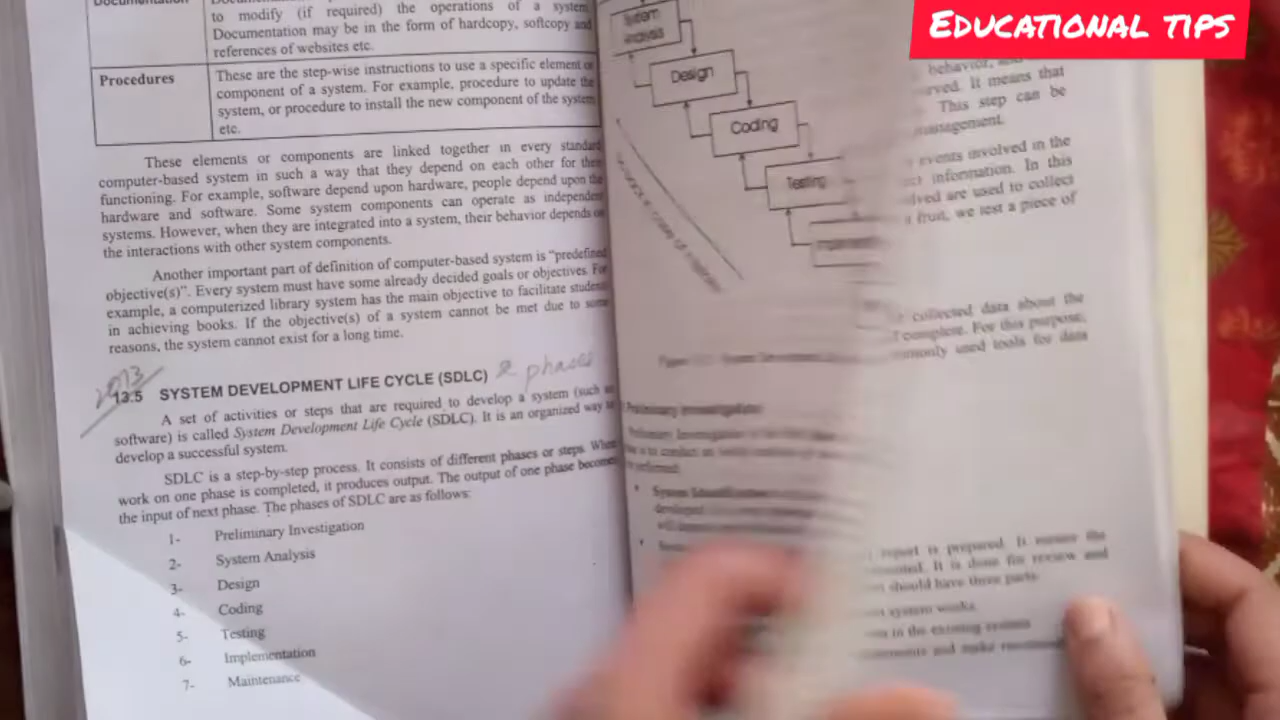 EDUCATIONAL TIPS
Documentation
to modify (if required) the operations of a system.
Documentation may be in the form of hardcopy, softcopy and
references of websites etc.
Procedures
These are the step-wise instructions to use a specific element or
component of a system. For example, procedure to update the
system, or procedure to install the new component of the system
etc.
These elements or components are linked together in every standard
computer-based system in such a way that they depend on each other for their
functioning. For example, software depend upon hardware, people depend upon the
hardware and software. Some system components can operate as independent
systems. However, when they are integrated into a system, their behavior depends on
the interactions with other system components.
Another important part of definition of computer-based system is “predefined
objective(s)”. Every system must have some already decided goals or objectives. For
example, a computerized library system has the main objective to facilitate
in achieving books. If the objective(s) of a system cannot be met due to some
reasons, the system cannot exist for a long time.
2013
13.5 SYSTEM DEVELOPMENT LIFE CYCLE (SDLC) & phases
A set of activities or steps that are required to develop a system (such as
software) is called System Development Life Cycle (SDLC). It is an organized way to
develop a successful system.
SDLC is a step-by-step process. It consists of different phases or steps. When
work on one phase is completed, it produces output. The output of one phase becomes
the input of next phase. The phases of SDLC are as follows:
1- Preliminary Investigation
2- System Analysis
3- Design
4- Coding
5- Testing
6- Implementation
7- Maintenance
System
Analysis
Design
Coding
Testing
Preliminary Investigation
System Identification
behavior, and
It means that
This step can be
management.
events involved in the
information. In this
are used to collect
fruit, we test a piece of
collected data about the
complete. For this purpose,
commonly used tools for data
report is prepared. It means the
It is done for review and
should have three parts:
system works.
in the existing system
and make